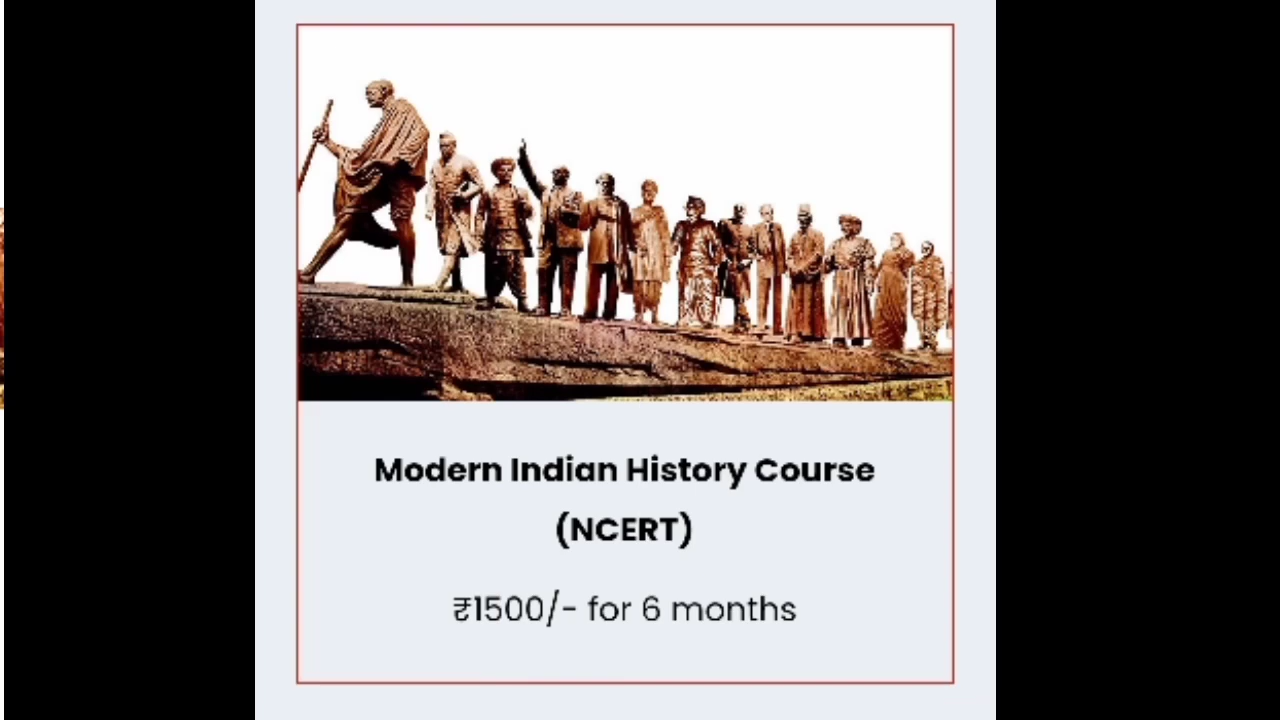 Modern Indian History Course
(NCERT)
₹1500/- for 6 months